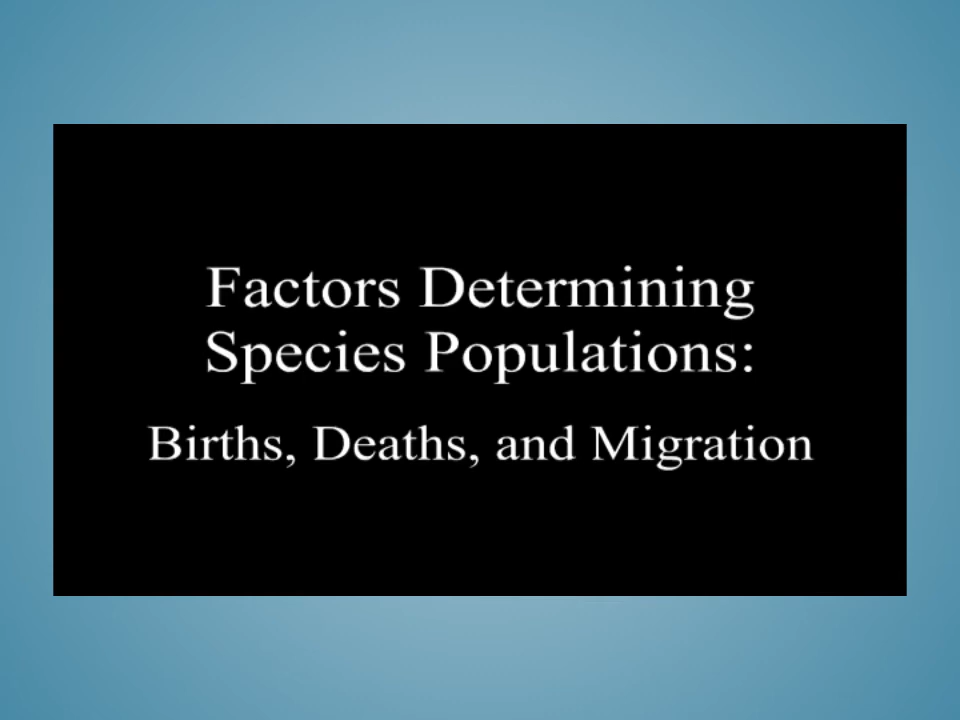 Factors Determining
Species Populations:
Births, Deaths, and Migration